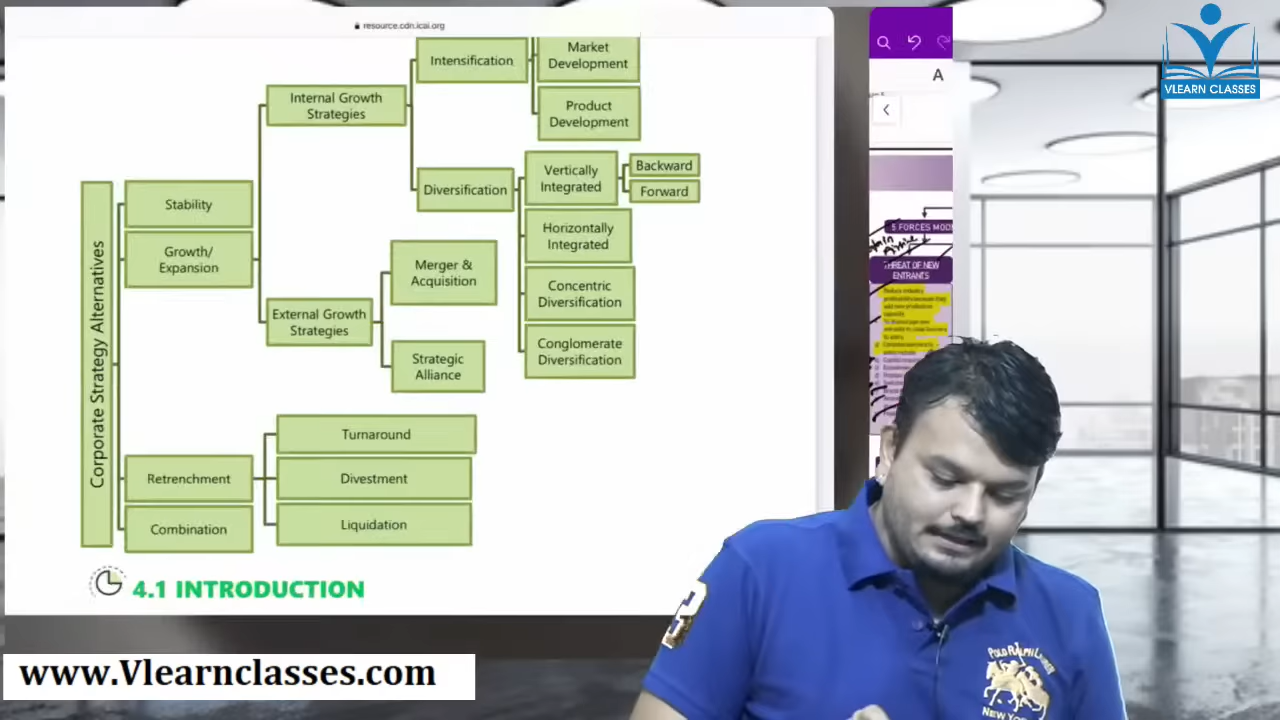 resource.cdn.icai.org
VLEARN CLASSES
A
Intensification
Market
Development
Product
Development
Internal Growth
Strategies
Diversification
Vertically
Integrated
Backward
Forward
Horizontally
Integrated
Concentric
Diversification
Conglomerate
Diversification
Corporate Strategy Alternatives
Stability
Growth/
Expansion
External Growth
Strategies
Merger &
Acquisition
Strategic
Alliance
Retrenchment
Turnaround
Divestment
Liquidation
Combination
4.1 INTRODUCTION
5 FORCES MOD
THREAT OF NEW
ENTRANTS
www.Vlearnclasses.com
POLO RALPH LAUREN
NEW YORK